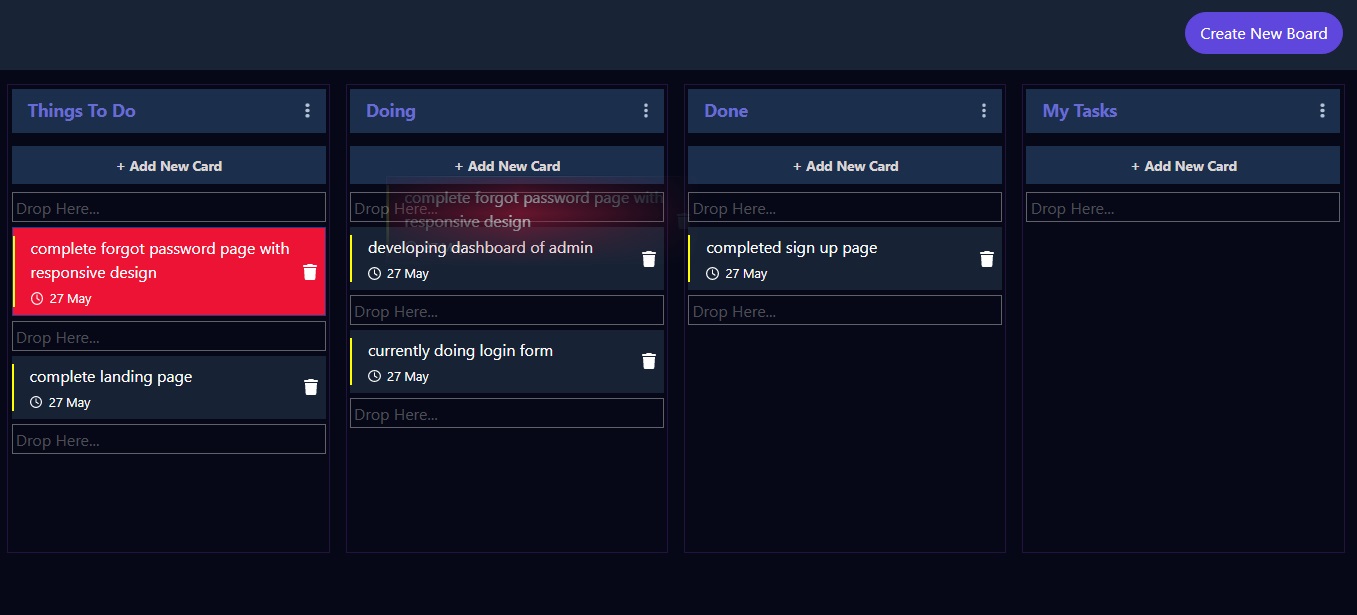 Create New Board
Things To Do
+ Add New Card
Drop Here...
complete forgot password page with
responsive design
27 May
Drop Here...
complete landing page
27 May
Drop Here...
Doing
+ Add New Card
Drop Here...
complete forgot password page with
responsive design
developing dashboard of admin
27 May
Drop Here...
currently doing login form
27 May
Drop Here...
Done
+ Add New Card
Drop Here...
completed sign up page
27 May
Drop Here...
My Tasks
+ Add New Card
Drop Here...